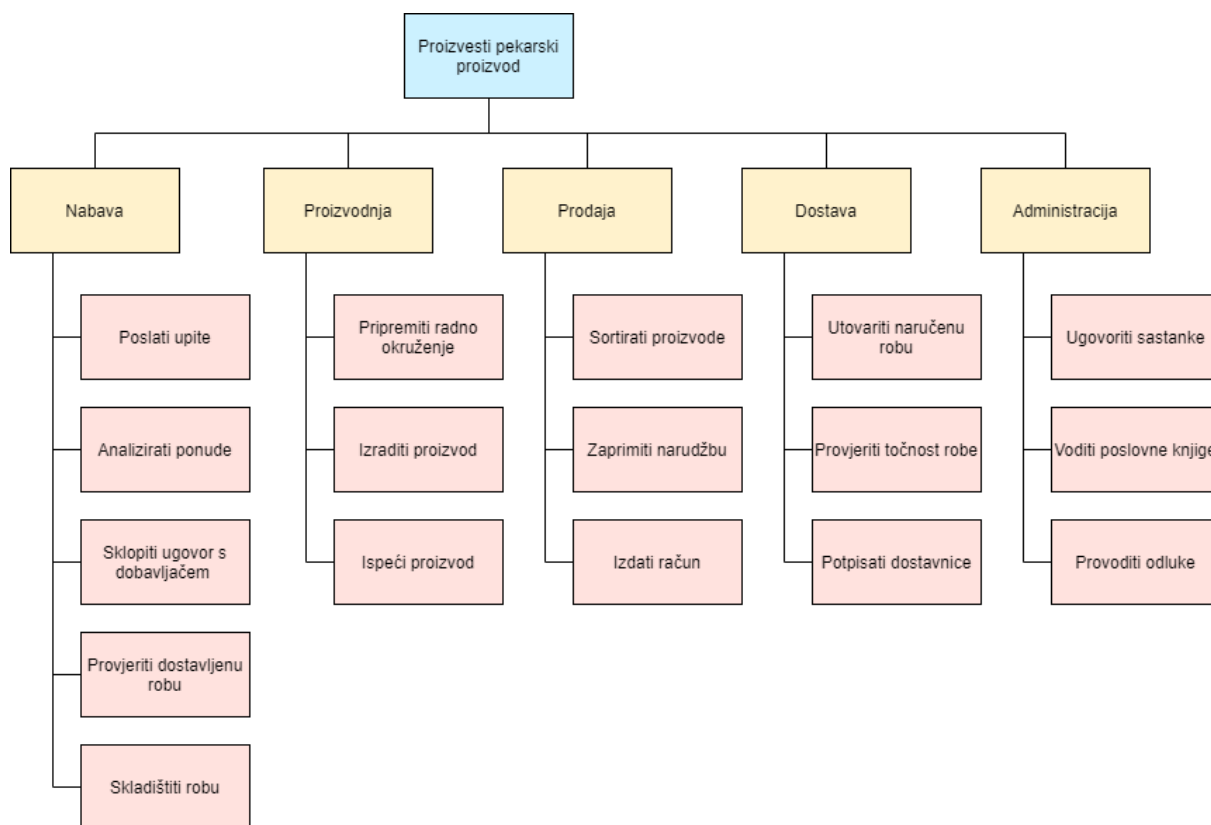 Proizvesti pekarski
proizvod
Nabava
Proizvodnja
Prodaja
Dostava
Administracija
Poslati upite
Analizirati ponude
Sklopiti ugovor s
dobavljačem
Provjeriti dostavljenu
robu
Skladištiti robu
Pripremiti radno
okruženje
Izraditi proizvod
Ispeći proizvod
Sortirati proizvode
Zaprimiti narudžbu
Izdati račun
Utovariti naručenu
robu
Provjeriti točnost robe
Potpisati dostavnice
Ugovoriti sastanke
Voditi poslovne knjige
Provoditi odluke